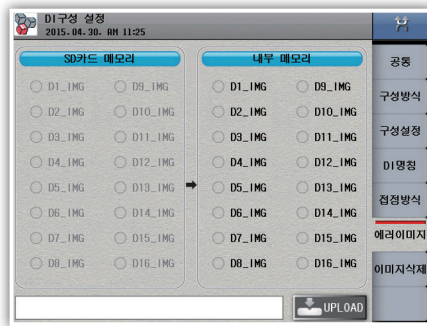 DI구성 설정
2015.04.30. AM 11:25
SD카드 메모리
D1_IMG D9_IMG
D2_IMG D10_IMG
D3_IMG D11_IMG
D4_IMG D12_IMG
D5_IMG D13_IMG
D6_IMG D14_IMG
D7_IMG D15_IMG
D8_IMG D16_IMG
내부 메모리
D1_IMG D9_IMG
D2_IMG D10_IMG
D3_IMG D11_IMG
D4_IMG D12_IMG
D5_IMG D13_IMG
D6_IMG D14_IMG
D7_IMG D15_IMG
D8_IMG D16_IMG
UPLOAD
공통
구성방식
구성설정
DI명칭
접점방식
에러이미지
이미지삭제